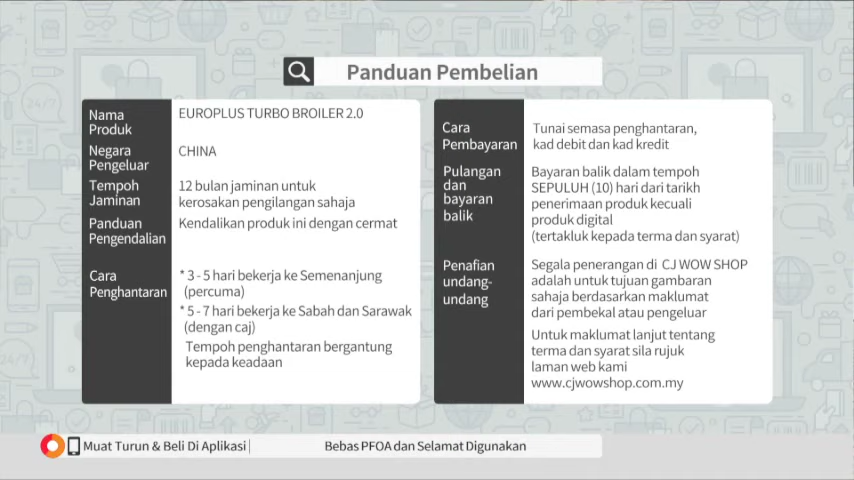 Panduan Pembelian
Nama
Produk
EUROPLUS TURBO BROILER 2.0
Negara
Pengeluar
CHINA
Tempoh
Jaminan
12 bulan jaminan untuk
kerosakan pengilangan sahaja
Panduan
Pengendalian
Kendalikan produk ini dengan cermat
Cara
Penghantaran
* 3 - 5 hari bekerja ke Semenanjung
(percuma)
* 5 - 7 hari bekerja ke Sabah dan Sarawak
(dengan caj)
Tempoh penghantaran bergantung
kepada keadaan
Cara
Pembayaran
Tunai semasa penghantaran,
kad debit dan kad kredit
Pulangan
dan
bayaran
balik
Bayaran balik dalam tempoh
SEPULUH (10) hari dari tarikh
penerimaan produk kecuali
produk digital
(tertakluk kepada terma dan syarat)
Penafian
undang-
undang
Segala penerangan di CJ WOW SHOP
adalah untuk tujuan gambaran
sahaja berdasarkan maklumat
dari pembekal atau pengeluar
Untuk maklumat lanjut tentang
terma dan syarat sila rujuk
laman web kami
www.cjwowshop.com.my
Muat Turun & Beli Di Aplikasi
Bebas PFOA dan Selamat Digunakan
24/7